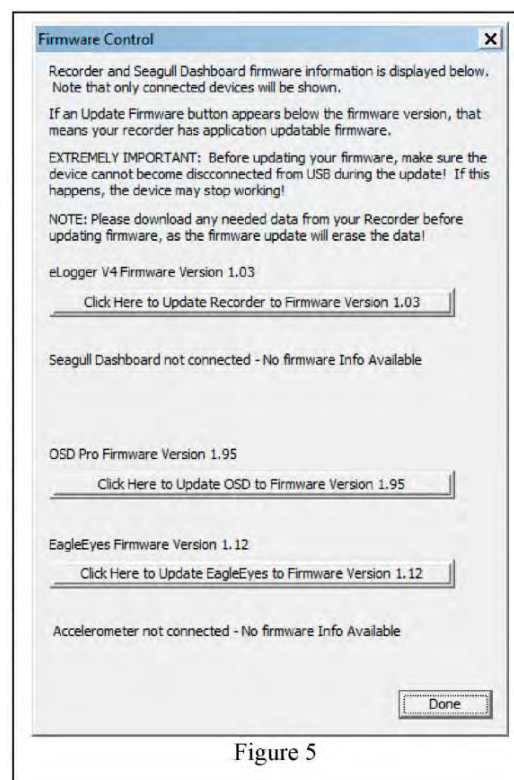 Firmware Control
Recorder and Seagull Dashboard firmware information is displayed below.
Note that only connected devices will be shown.
If an Update Firmware button appears below the firmware version, that
means your recorder has application updatable firmware.
EXTREMELY IMPORTANT: Before updating your firmware, make sure the
device cannot become discconnected from USB during the update! If this
happens, the device may stop working!
NOTE: Please download any needed data from your Recorder before
updating firmware, as the firmware update will erase the data!
eLogger V4 Firmware Version 1.03
Click Here to Update Recorder to Firmware Version 1.03
Seagull Dashboard not connected - No firmware Info Available
OSD Pro Firmware Version 1.95
Click Here to Update OSD to Firmware Version 1.95
EagleEyes Firmware Version 1.12
Click Here to Update EagleEyes to Firmware Version 1.12
Accelerometer not connected - No firmware Info Available
Done
Figure 5